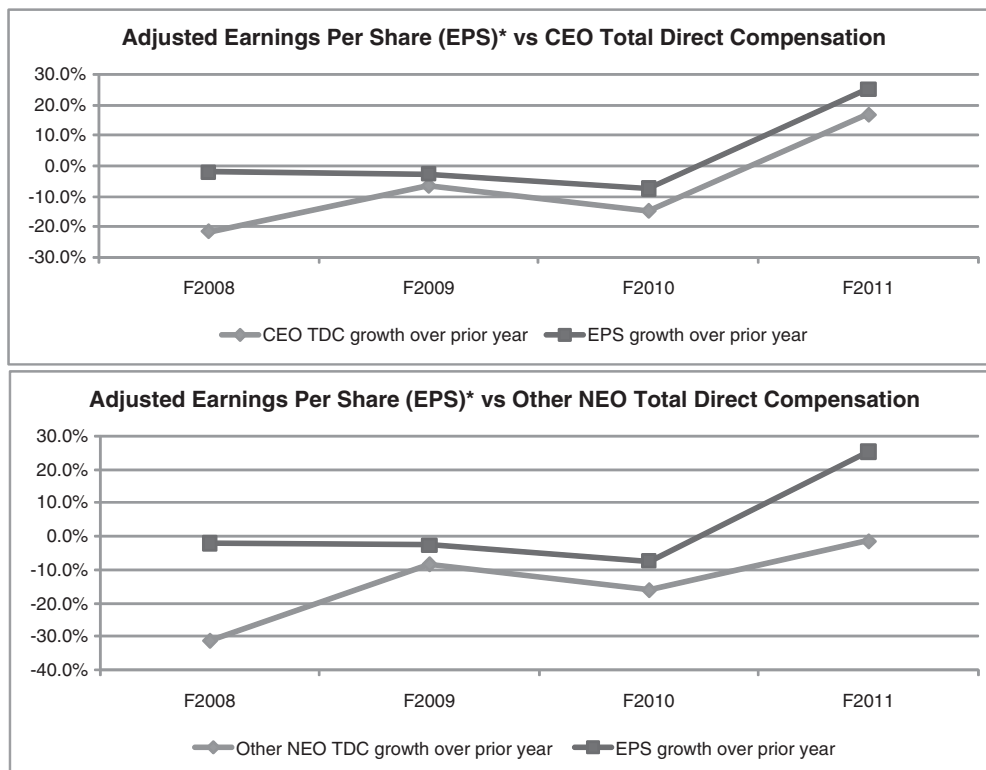 Adjusted Earnings Per Share (EPS)* vs CEO Total Direct Compensation
30.0%
20.0%
10.0%
0.0%
-10.0%
-20.0%
-30.0%
F2008 F2009 F2010 F2011
CEO TDC growth over prior year EPS growth over prior year
Adjusted Earnings Per Share (EPS)* vs Other NEO Total Direct Compensation
30.0%
20.0%
10.0%
0.0%
-10.0%
-20.0%
-30.0%
-40.0%
F2008 F2009 F2010 F2011
Other NEO TDC growth over prior year EPS growth over prior year